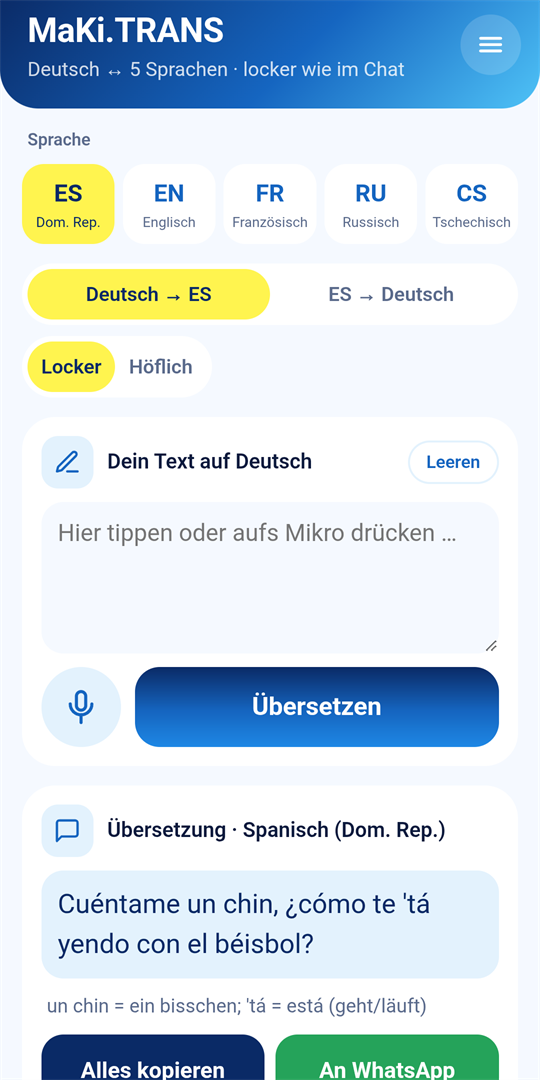 MaKi.TRANS
Deutsch ↔ 5 Sprachen · locker wie im Chat
Sprache
ES
Dom. Rep.
EN
Englisch
FR
Französisch
RU
Russisch
CS
Tschechisch
Deutsch → ES
ES → Deutsch
Locker
Höflich
Dein Text auf Deutsch
Leeren
Hier tippen oder aufs Mikro drücken …
Übersetzen
Übersetzung · Spanisch (Dom. Rep.)
Cuéntame un chin, ¿cómo te 'tá
yendo con el béisbol?
un chin = ein bisschen; 'tá = está (geht/läuft)
Alles kopieren
An WhatsApp